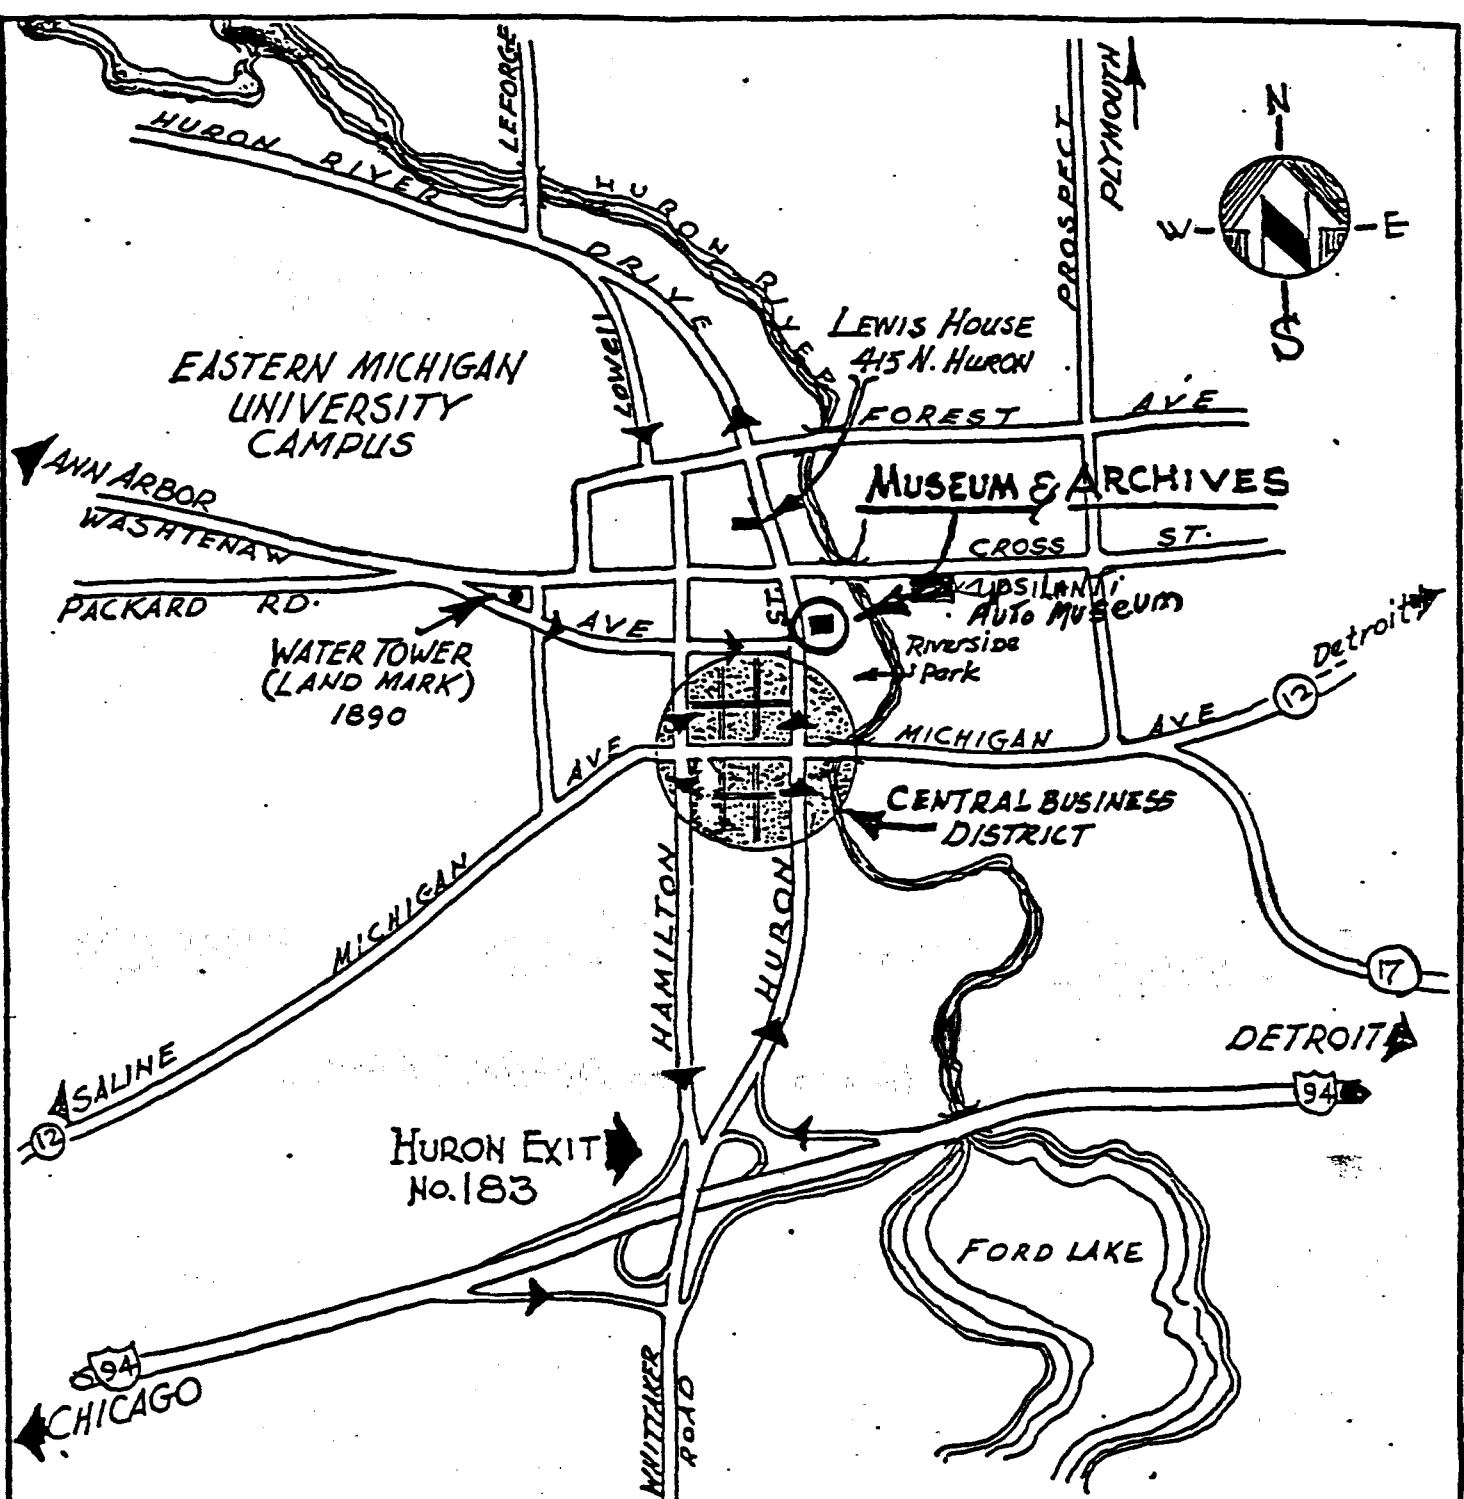 LEFORGE
PROSPECT
PLYMOUTH
N
W
E
S
HURON RIVER DRIVE
HURON RIVER
LEWIS HOUSE
415 N. HURON
LOWELL
EASTERN MICHIGAN
UNIVERSITY
CAMPUS
FOREST AVE
ANN ARBOR
MUSEUM & ARCHIVES
WASHTENAW AVE
CROSS ST.
PACKARD RD.
YPSILANTI
AUTO MUSEUM
ST.
WATER TOWER
(LAND MARK)
1890
Riverside
Park
Detroit
12
MICHIGAN AVE
MICHIGAN AVE
CENTRAL BUSINESS
DISTRICT
HAMILTON
HURON
17
DETROIT
SALINE
12
94
HURON EXIT
NO. 183
FORD LAKE
94
CHICAGO
WHITTAKER
ROAD